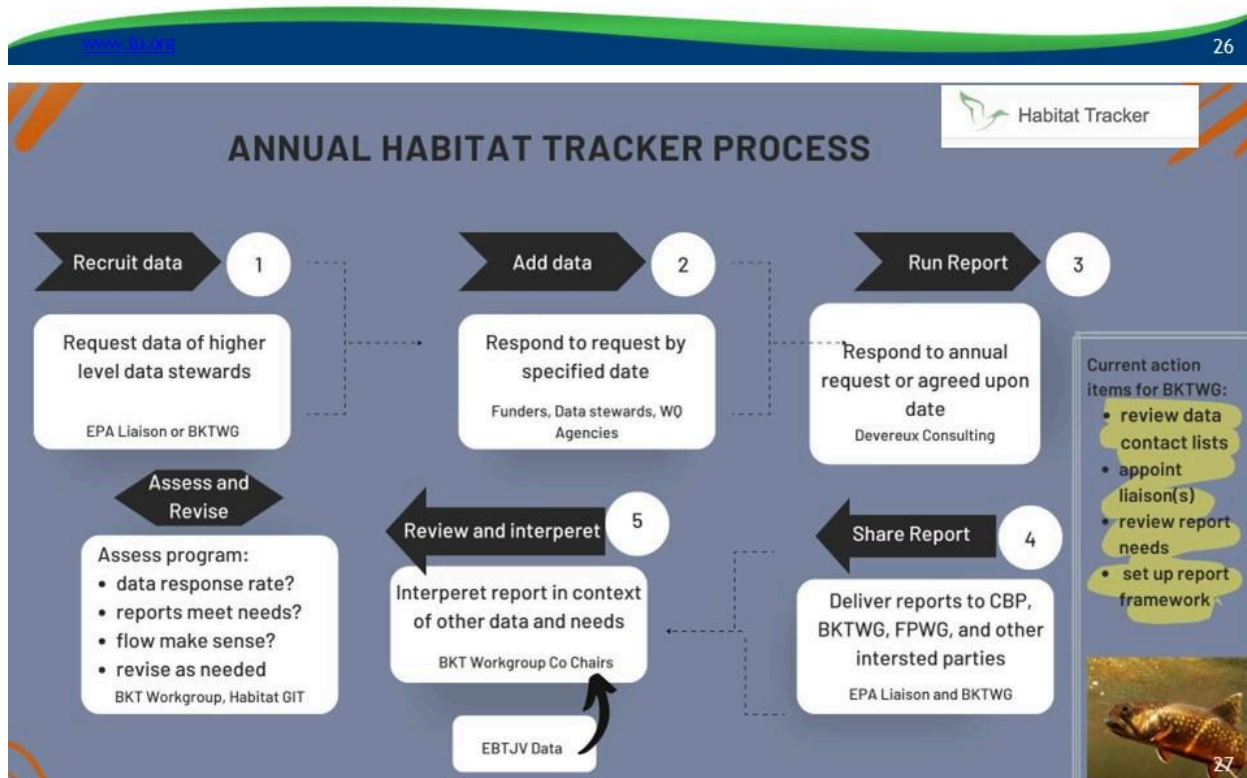 www.tu.org
26
Habitat Tracker
ANNUAL HABITAT TRACKER PROCESS
Recruit data
1
Request data of higher
level data stewards
EPA Liaison or BKTWG
Add data
2
Respond to request by
specified date
Funders, Data stewards, WQ
Agencies
Run Report
3
Respond to annual
request or agreed upon
date
Devereux Consulting
Share Report
4
Deliver reports to CBP,
BKTWG, FPWG, and other
intersted parties
EPA Liaison and BKTWG
Review and interperet
5
Interperet report in context
of other data and needs
BKT Workgroup Co Chairs
EBTJV Data
Assess and
Revise
Assess program:
• data response rate?
• reports meet needs?
• flow make sense?
• revise as needed
BKT Workgroup, Habitat GIT
Current action
items for BKTWG:
• review data
contact lists
• appoint
liaison(s)
• review report
needs
• set up report
framework
27